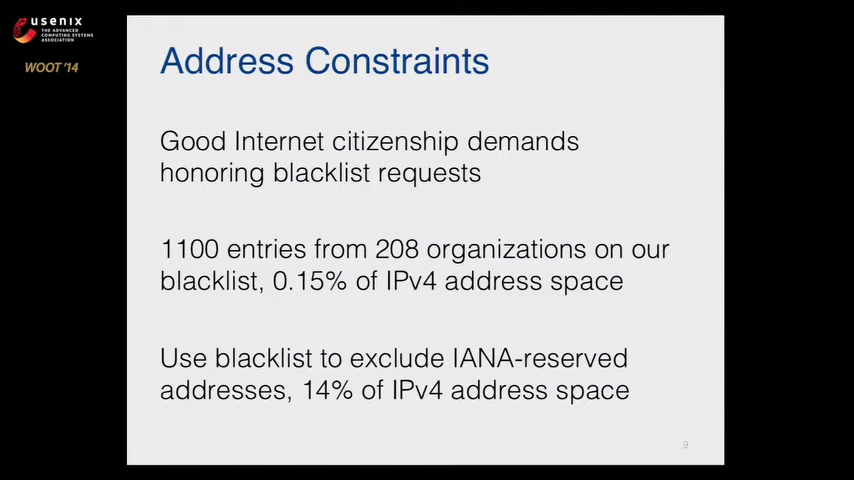 usenix
THE ADVANCED
COMPUTING SYSTEMS
ASSOCIATION
WOOT '14
Address Constraints
Good Internet citizenship demands
honoring blacklist requests
1100 entries from 208 organizations on our
blacklist, 0.15% of IPv4 address space
Use blacklist to exclude IANA-reserved
addresses, 14% of IPv4 address space
9